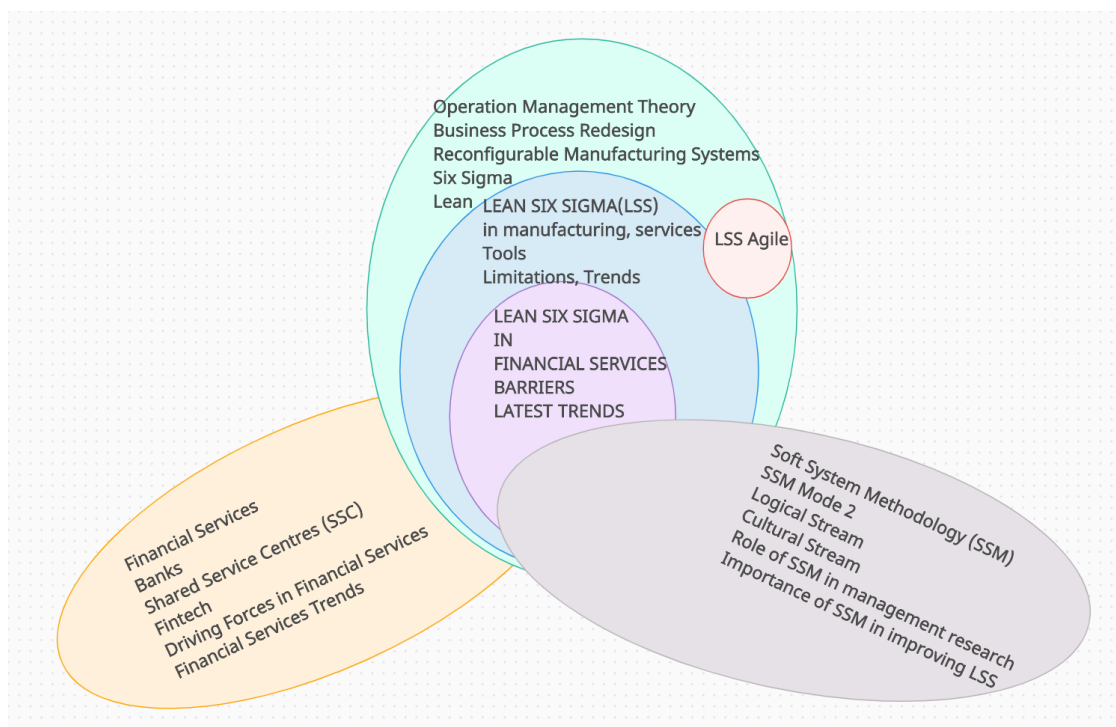 Operation Management Theory
Business Process Redesign
Reconfigurable Manufacturing Systems
Six Sigma
Lean
LEAN SIX SIGMA(LSS)
in manufacturing, services
Tools
Limitations, Trends
LSS Agile
LEAN SIX SIGMA
IN
FINANCIAL SERVICES
BARRIERS
LATEST TRENDS
Financial Services
Banks
Shared Service Centres (SSC)
Fintech
Driving Forces in Financial Services
Financial Services Trends
Soft System Methodology (SSM)
SSM Mode 2
Logical Stream
Cultural Stream
Role of SSM in management research
Importance of SSM in improving LSS